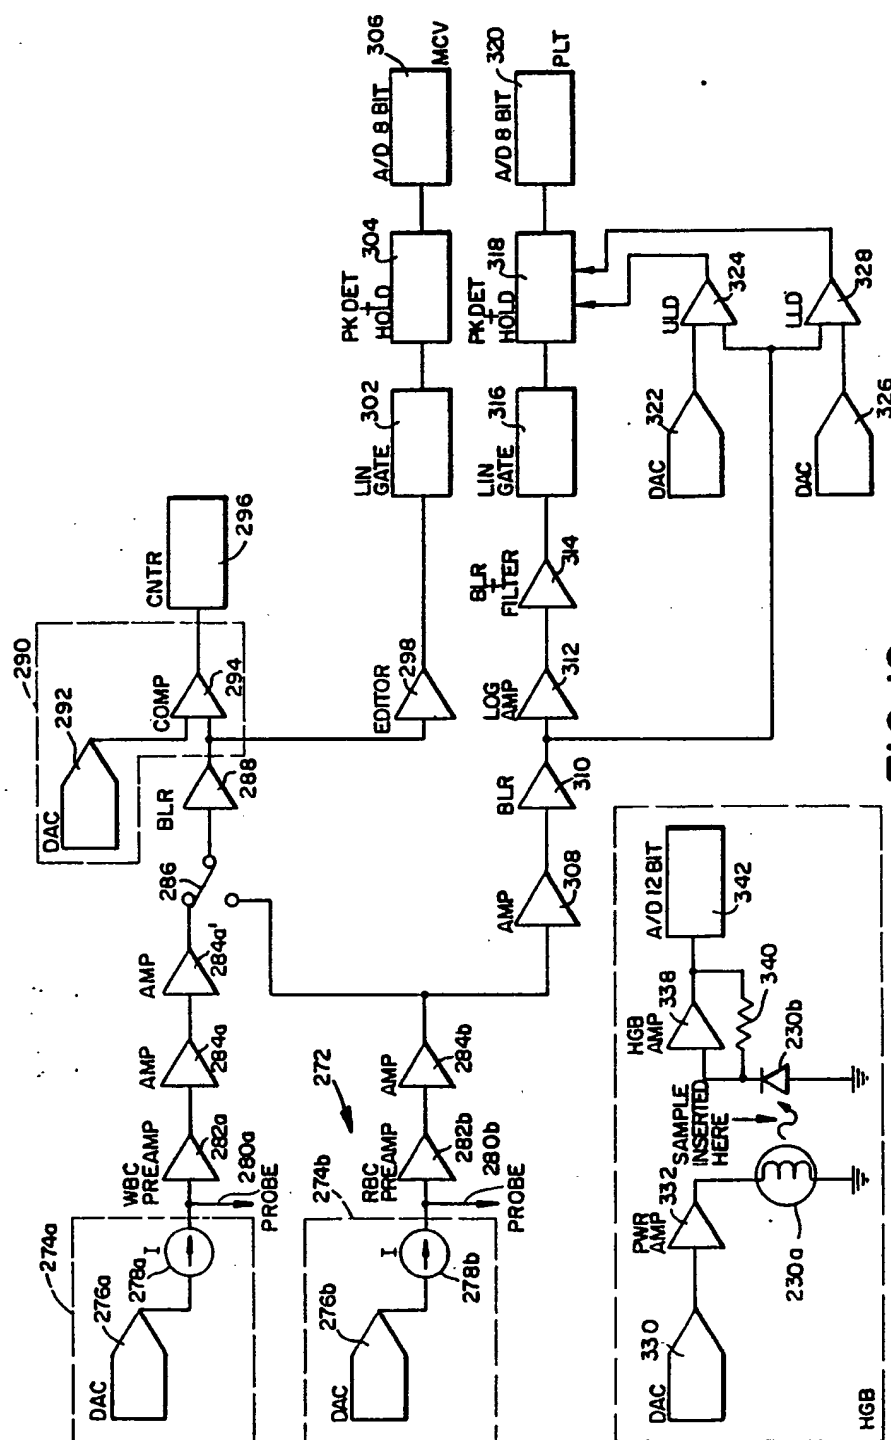 274a
276a
DAC
278a
I
WBC
PREAMP
282a
280a
PROBE
AMP
284a
AMP
284a'
286
BLR
288
290
DAC
292
COMP
294
CNTR
296
EDITOR
298
LIN
GATE
302
PK DET
+
HOLD
304
A/D 8 BIT
306
MCV
272
274b
276b
DAC
I
278b
RBC
PREAMP
282b
280b
PROBE
AMP
284b
AMP
308
BLR
310
LOG
AMP
312
BLR
+
FILTER
314
LIN
GATE
316
PK DET
+
HOLD
318
A/D 8 BIT
320
PLT
DAC
322
ULD
324
DAC
326
LLD
328
HGB
DAC
330
PWR
AMP
332
230a
SAMPLE
INSERTED
HERE
230b
HGB
AMP
338
340
A/D 12 BIT
342